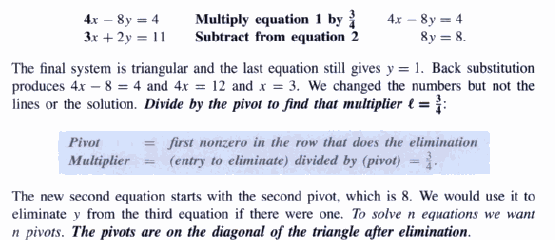 4x − 8y = 4 Multiply equation 1 by 3/4 4x − 8y = 4
3x + 2y = 11 Subtract from equation 2 8y = 8.
The final system is triangular and the last equation still gives y = 1. Back substitution
produces 4x − 8 = 4 and 4x = 12 and x = 3. We changed the numbers but not the
lines or the solution. Divide by the pivot to find that multiplier ℓ = 3/4:
Pivot = first nonzero in the row that does the elimination
Multiplier = (entry to eliminate) divided by (pivot) = 3/4.
The new second equation starts with the second pivot, which is 8. We would use it to
eliminate y from the third equation if there were one. To solve n equations we want
n pivots. The pivots are on the diagonal of the triangle after elimination.